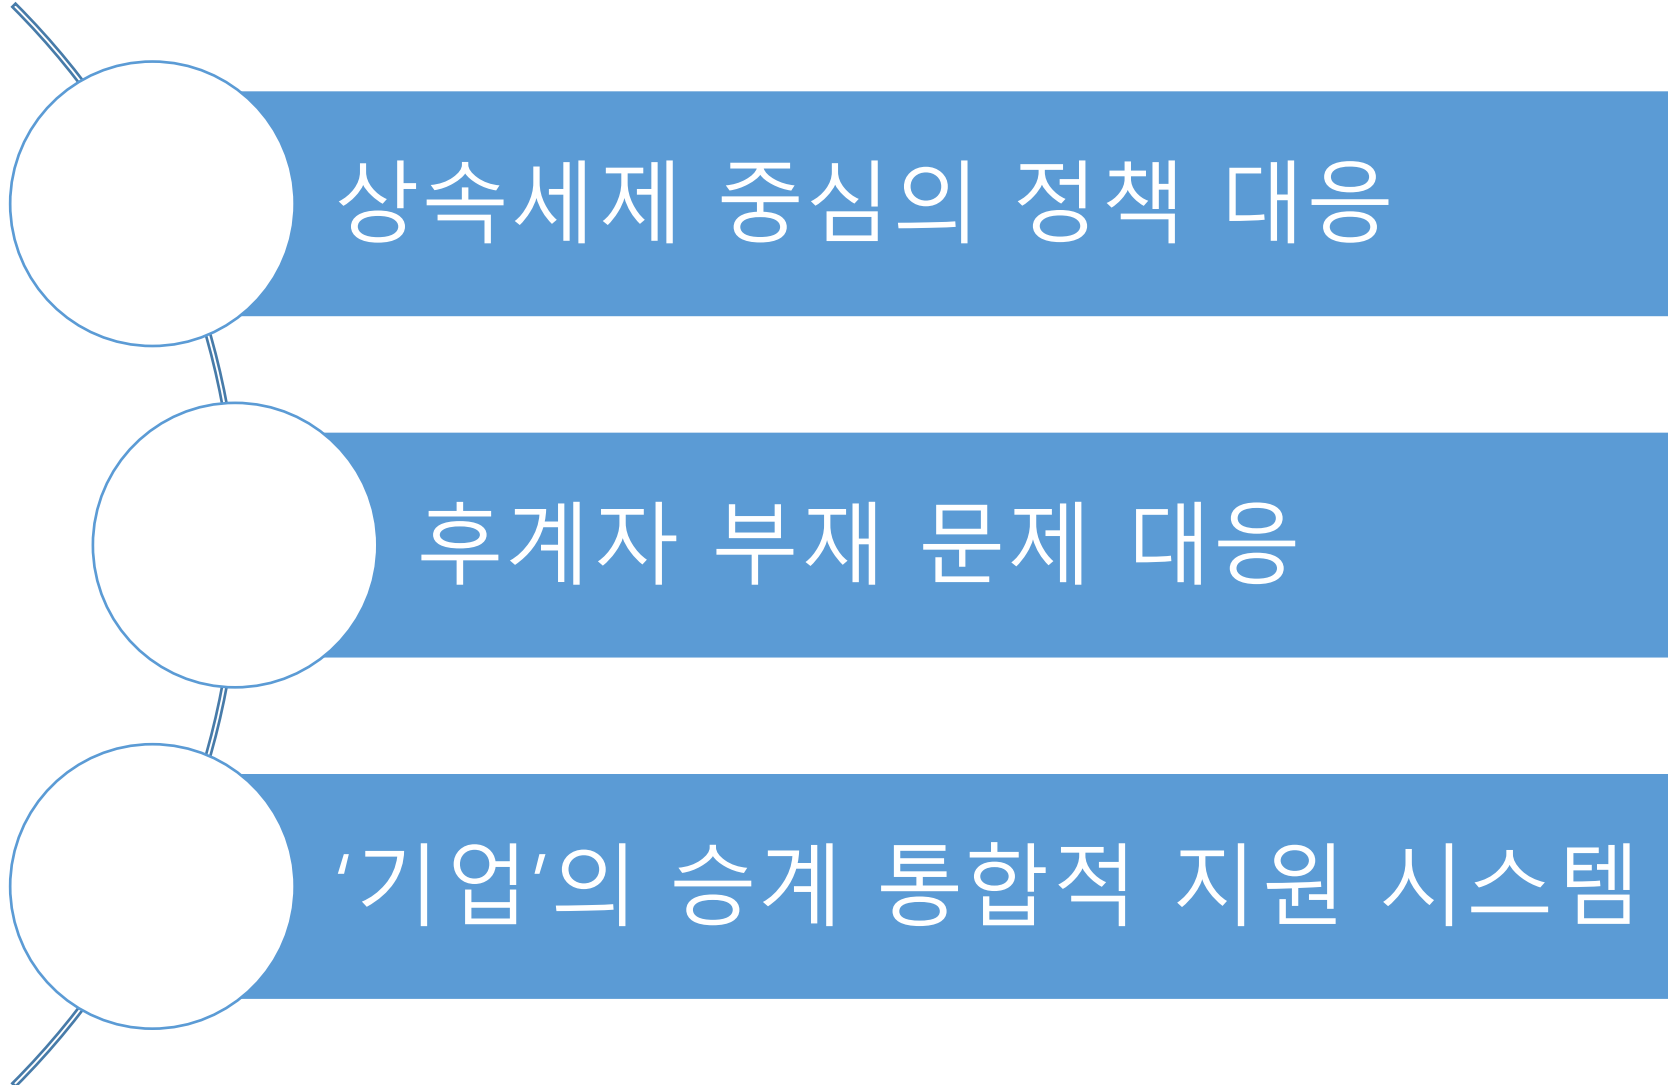 상속세제 중심의 정책 대응
후계자 부재 문제 대응
‘기업’의 승계 통합적 지원 시스템